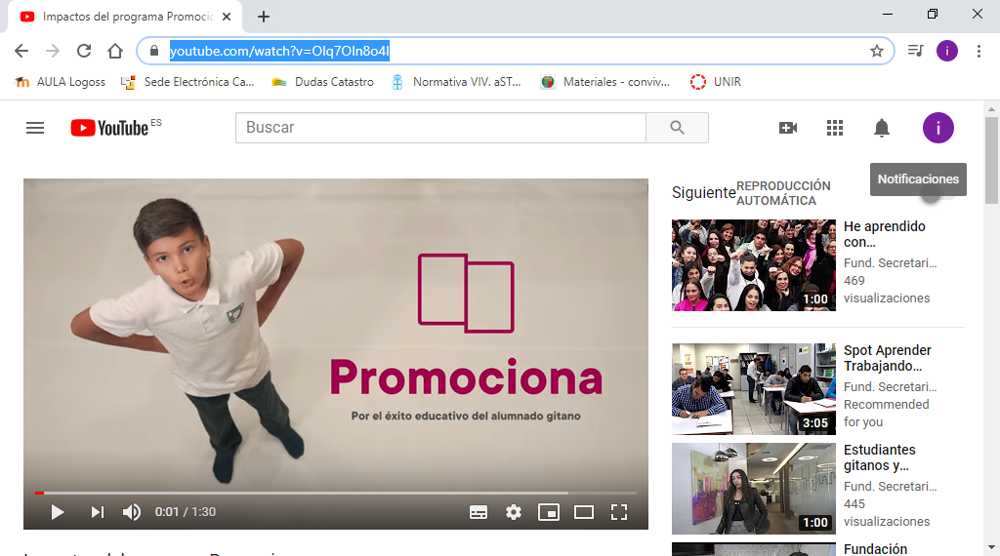 Impactos del programa Promocio
youtube.com/watch?v=OIq7OIn8o4I
AULA Logoss
Sede Electrónica Ca...
Dudas Catastro
Normativa VIV. aST...
Materiales - conviv...
UNIR
YouTube ES
Buscar
i
Notificaciones
Promociona
Por el éxito educativo del alumnado gitano
0:01 / 1:30
Siguiente
REPRODUCCIÓN
AUTOMÁTICA
He aprendido
con...
Fund. Secretari...
469
visualizaciones
1:00
Spot Aprender
Trabajando...
Fund. Secretari...
Recommended
for you
3:05
Estudiantes
gitanos y...
Fund. Secretari...
445
visualizaciones
1:00
Fundación